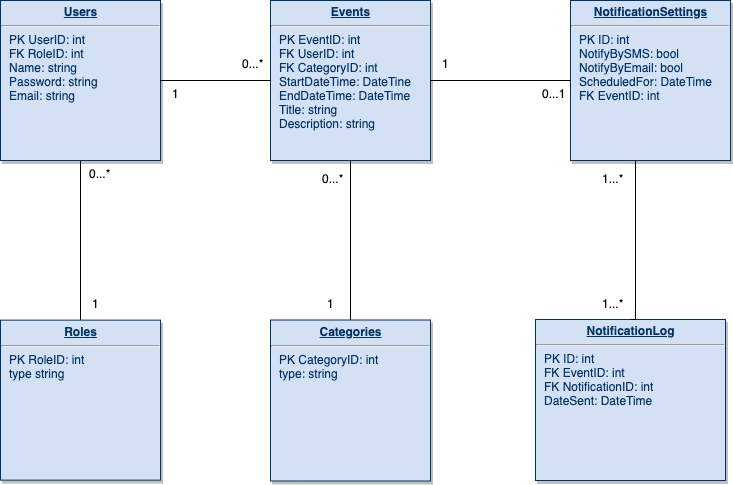 Users
PK UserID: int
FK RoleID: int
Name: string
Password: string
Email: string
Events
PK EventID: int
FK UserID: int
FK CategoryID: int
StartDateTime: DateTine
EndDateTime: DateTime
Title: string
Description: string
NotificationSettings
PK ID: int
NotifyBySMS: bool
NotifyByEmail: bool
ScheduledFor: DateTime
FK EventID: int
0...*
1
1
0...1
0...*
0...*
1...*
1
1
1...*
Roles
PK RoleID: int
type string
Categories
PK CategoryID: int
type: string
NotificationLog
PK ID: int
FK EventID: int
FK NotificationID: int
DateSent: DateTime